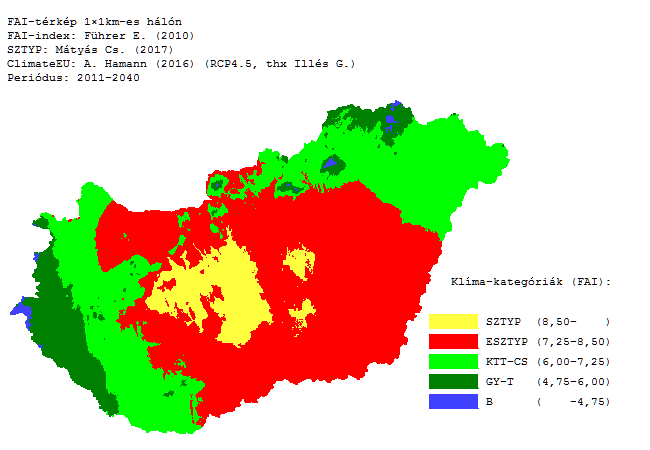 FAI-térkép 1×1km-es hálón
FAI-index: Führer E. (2010)
SZTYP: Mátyás Cs. (2017)
ClimateEU: A. Hamann (2016) (RCP4.5, thx Illés G.)
Periódus: 2011-2040
Klíma-kategóriák (FAI):
SZTYP (8,50- )
ESZTYP (7,25-8,50)
KTT-CS (6,00-7,25)
GY-T (4,75-6,00)
B ( -4,75)